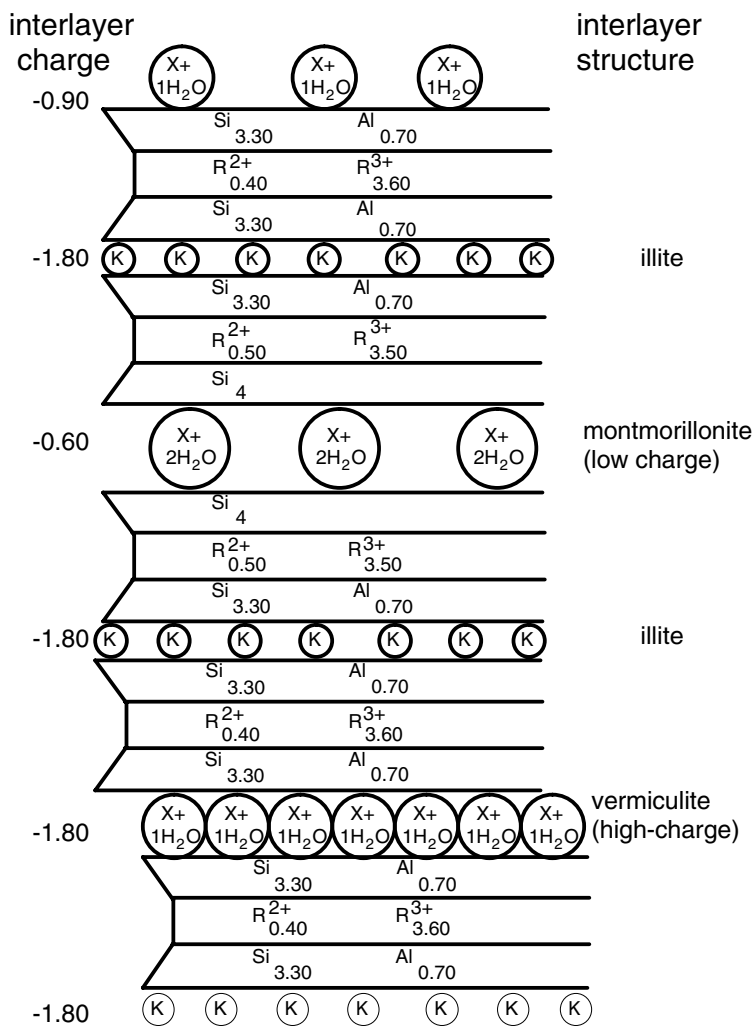 interlayer charge
interlayer structure
X+ X+ X+
1H₂O 1H₂O 1H₂O
-0.90
Si 3.30 Al 0.70
R²⁺ 0.40 R³⁺ 3.60
Si 3.30 Al 0.70
-1.80 K K K K K K K illite
Si 3.30 Al 0.70
R²⁺ 0.50 R³⁺ 3.50
Si 4
-0.60
X+ X+ X+
2H₂O 2H₂O 2H₂O
montmorillonite
(low charge)
Si 4
R²⁺ 0.50 R³⁺ 3.50
Si 3.30 Al 0.70
-1.80 K K K K K K K illite
Si 3.30 Al 0.70
R²⁺ 0.40 R³⁺ 3.60
Si 3.30 Al 0.70
-1.80
X+ X+ X+ X+ X+ X+ X+
1H₂O 1H₂O 1H₂O 1H₂O 1H₂O 1H₂O 1H₂O
vermiculite
(high-charge)
Si 3.30 Al 0.70
R²⁺ 0.40 R³⁺ 3.60
Si 3.30 Al 0.70
-1.80 K K K K K K K